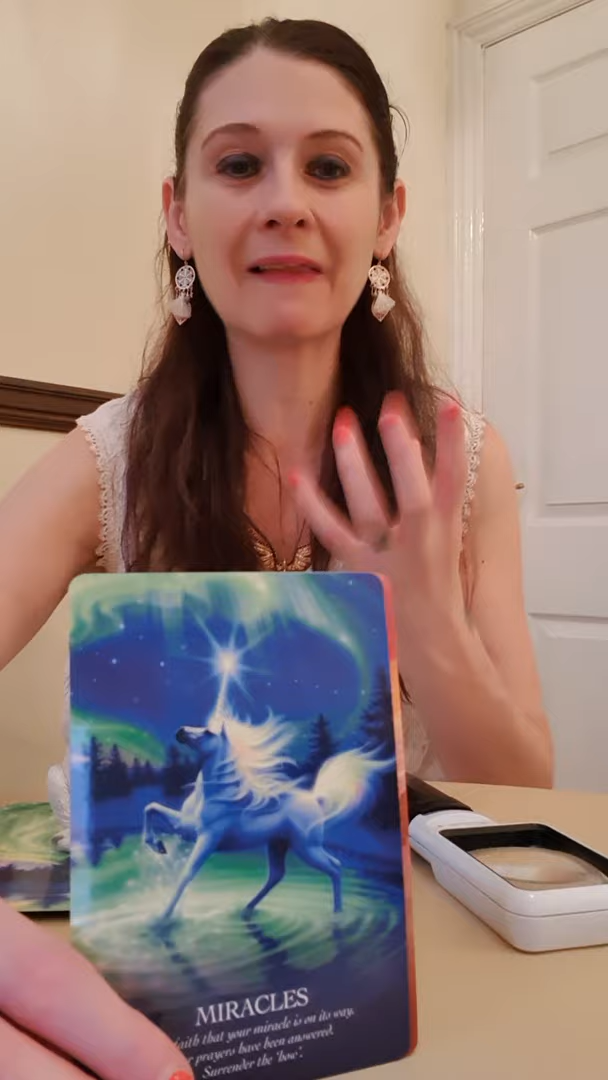 MIRACLES
faith that your miracle is on its way.
prayers have been answered.
Surrender the 'how'.